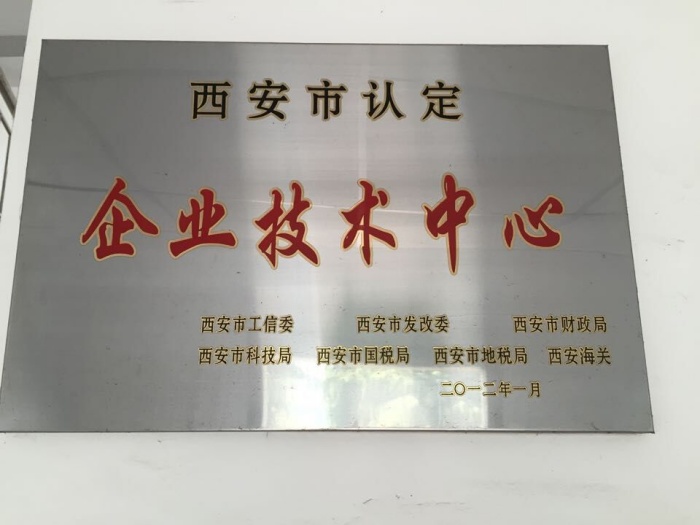 西安市认定
企业技术中心
西安市工信委 西安市发改委 西安市财政局
西安市科技局 西安市国税局 西安市地税局 西安海关
二〇一二年一月